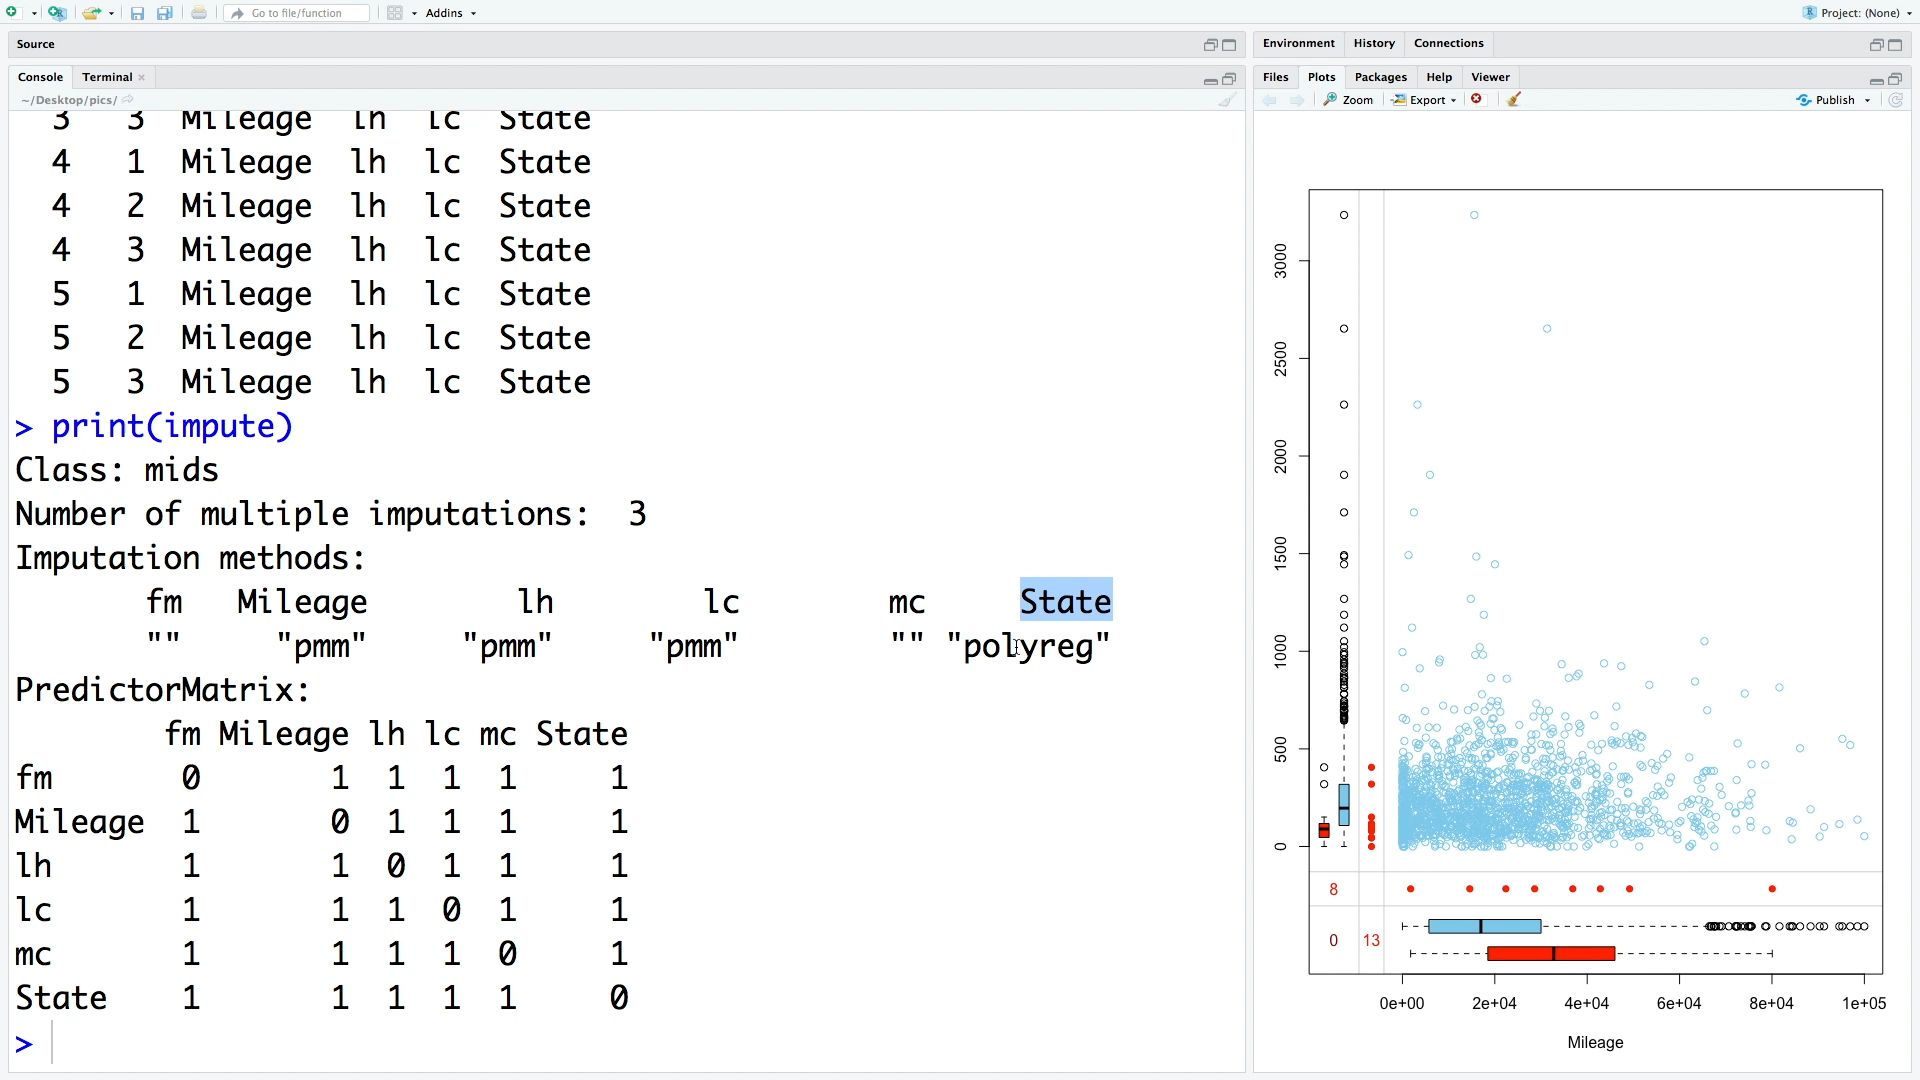 Go to file/function
Addins
Project: (None)
Source
Environment History Connections
Console Terminal
Files Plots Packages Help Viewer
~/Desktop/pics/
Zoom Export Publish
3 3 Mileage lh lc State
4 1 Mileage lh lc State
4 2 Mileage lh lc State
4 3 Mileage lh lc State
5 1 Mileage lh lc State
5 2 Mileage lh lc State
5 3 Mileage lh lc State
> print(impute)
Class: mids
Number of multiple imputations: 3
Imputation methods:
fm Mileage lh lc mc State
"" "pmm" "pmm" "pmm" "" "polyreg"
PredictorMatrix:
fm Mileage lh lc mc State
fm 0 1 1 1 1 1
Mileage 1 0 1 1 1 1
lh 1 1 0 1 1 1
lc 1 1 1 0 1 1
mc 1 1 1 1 0 1
State 1 1 1 1 1 0
>
3000
2500
2000
1500
1000
500
0
8
0 13
0e+00 2e+04 4e+04 6e+04 8e+04 1e+05
Mileage